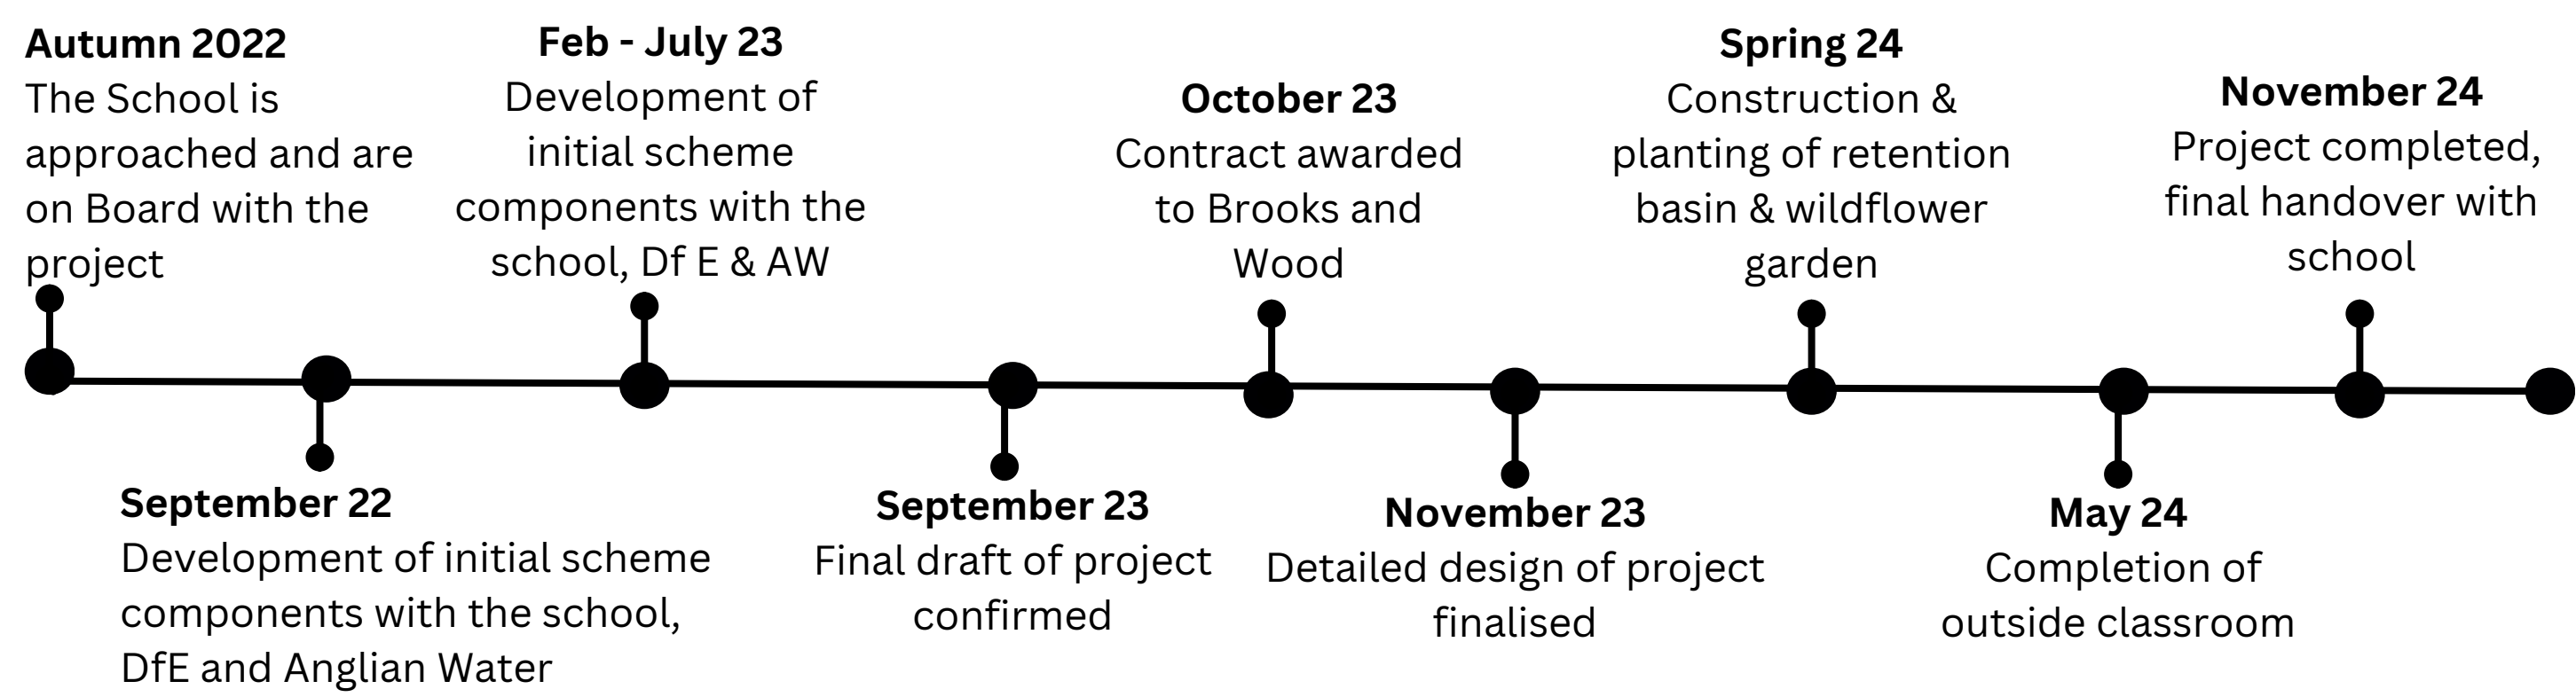 Autumn 2022
The School is
approached and are
on Board with the
project
September 22
Development of initial scheme
components with the school,
DfE and Anglian Water
Feb - July 23
Development of
initial scheme
components with the
school, Df E & AW
September 23
Final draft of project
confirmed
October 23
Contract awarded
to Brooks and
Wood
November 23
Detailed design of project
finalised
Spring 24
Construction &
planting of retention
basin & wildflower
garden
May 24
Completion of
outside classroom
November 24
Project completed,
final handover with
school